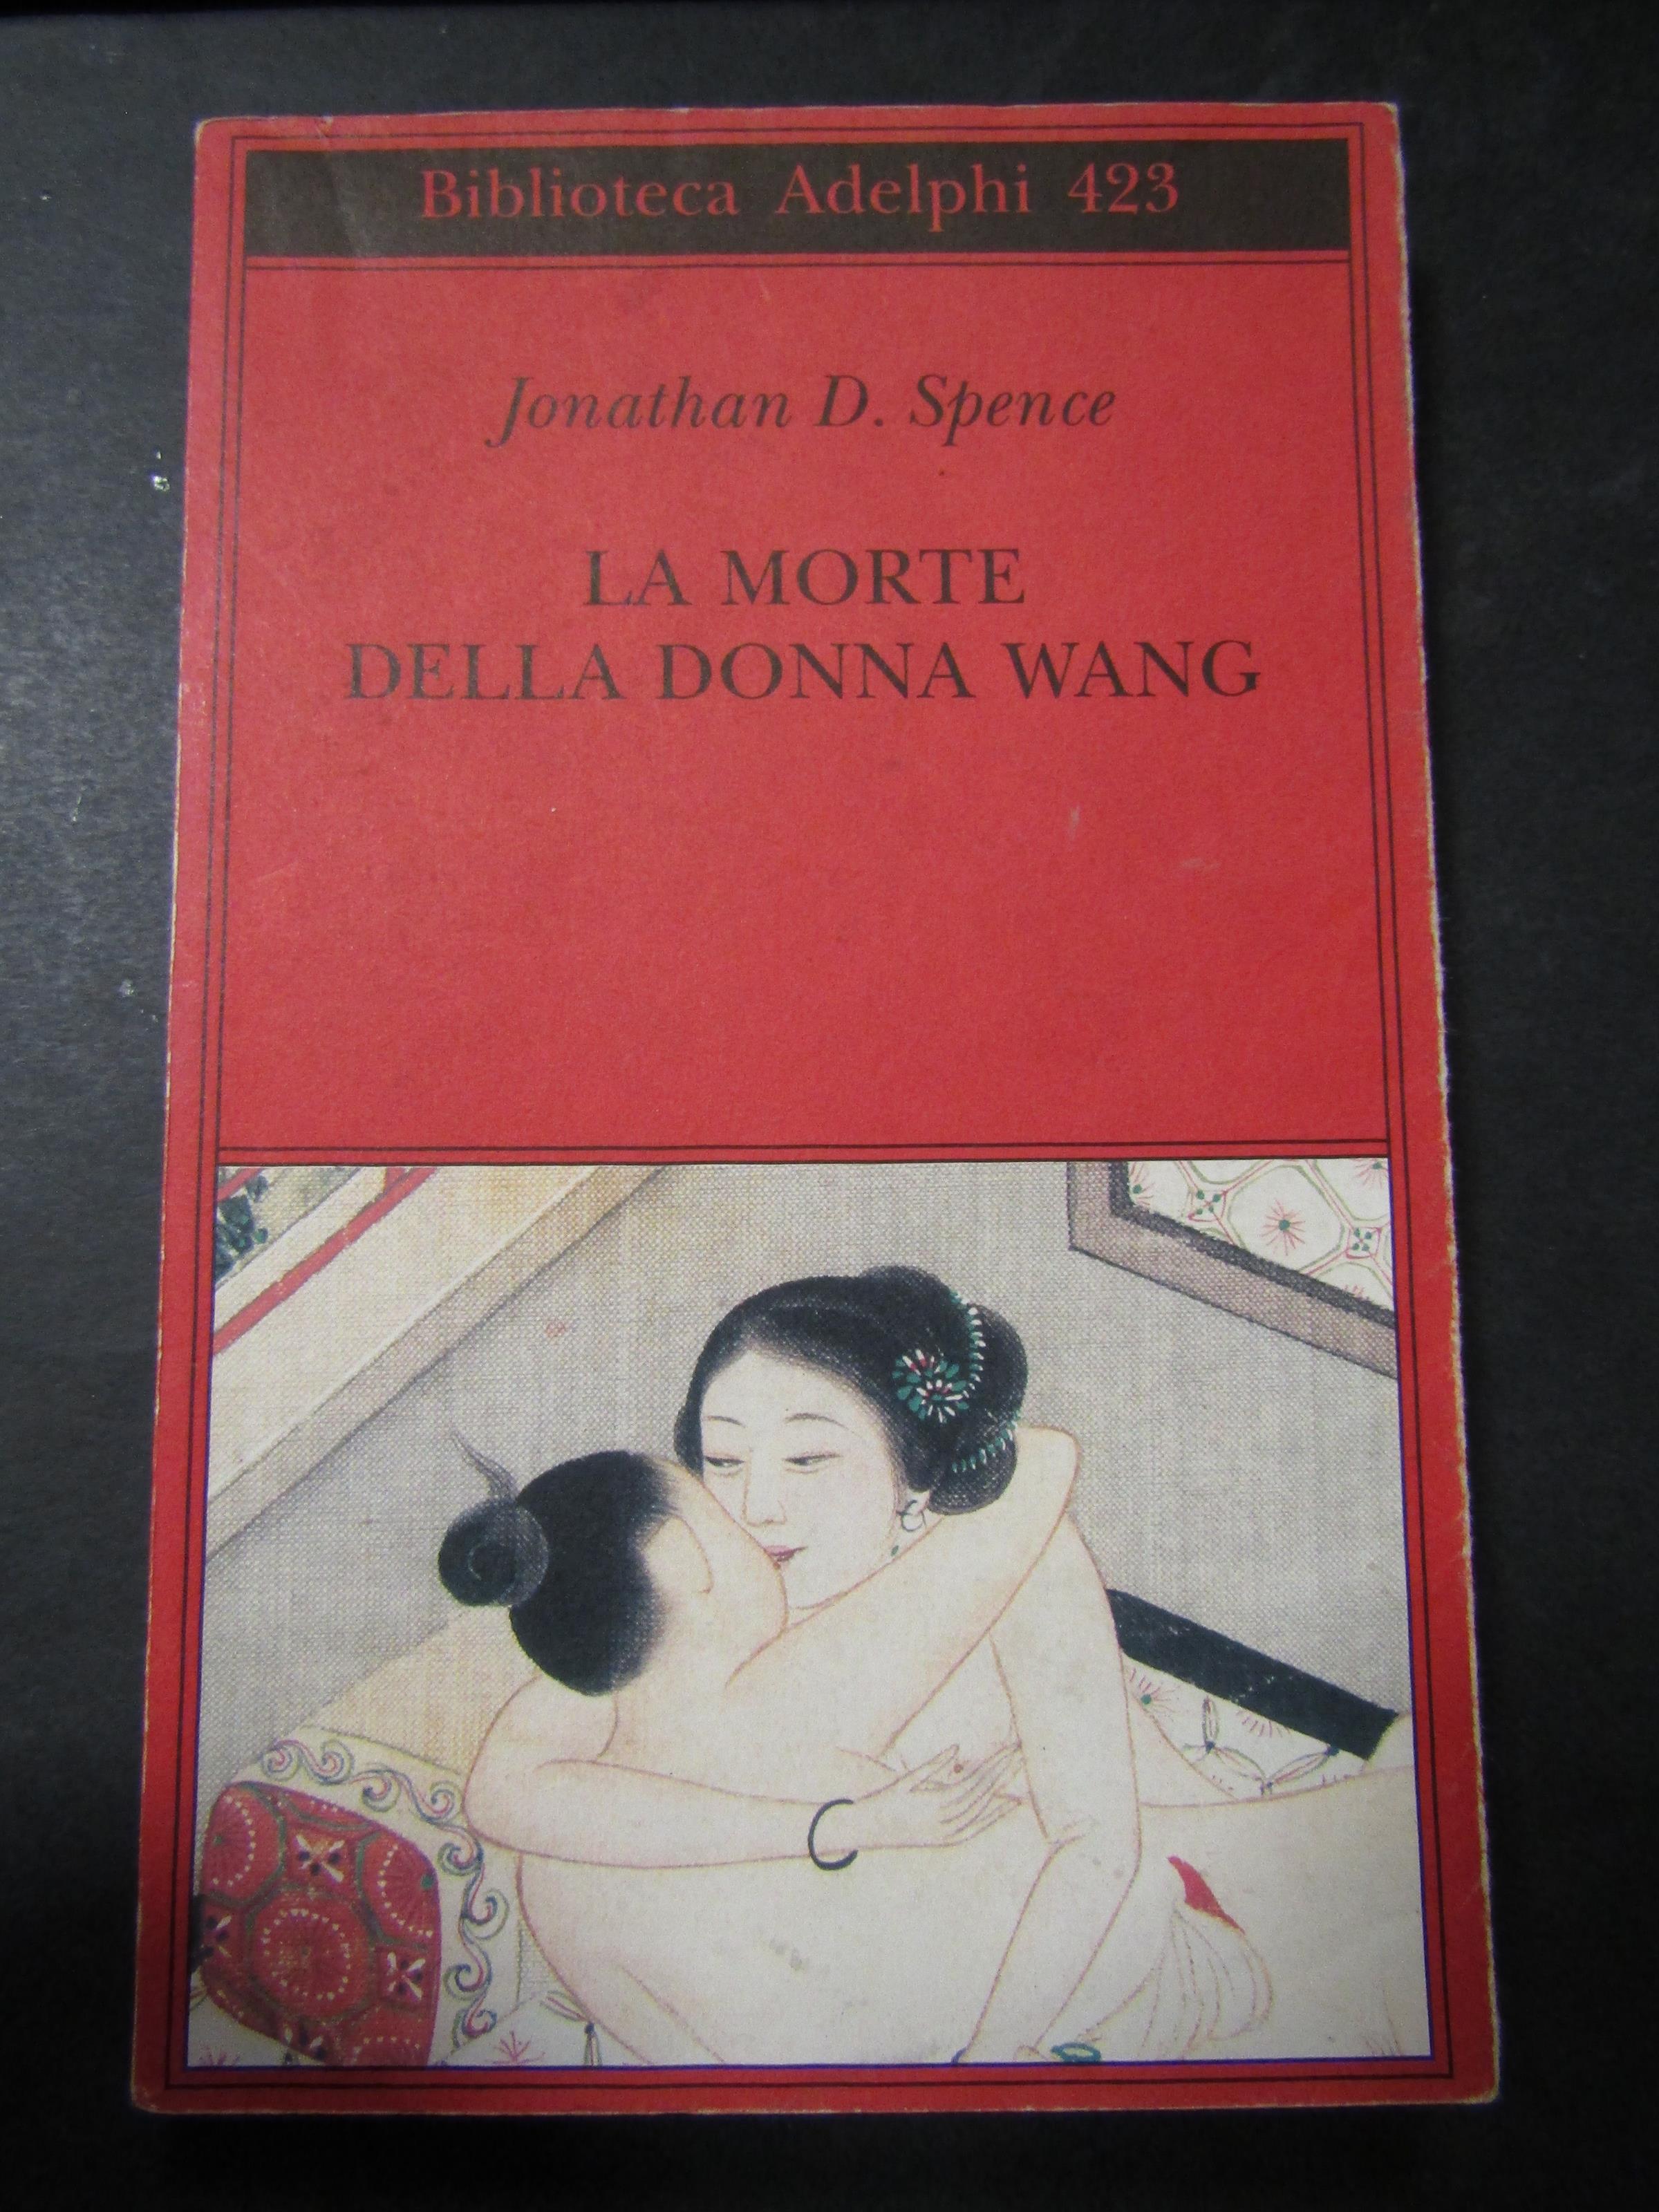 Biblioteca Adelphi 423
Jonathan D. Spence
LA MORTE
DELLA DONNA WANG